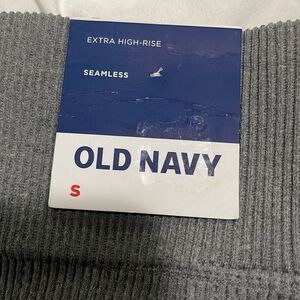 EXTRA HIGH-RISE
SEAMLESS
OLD NAVY
S